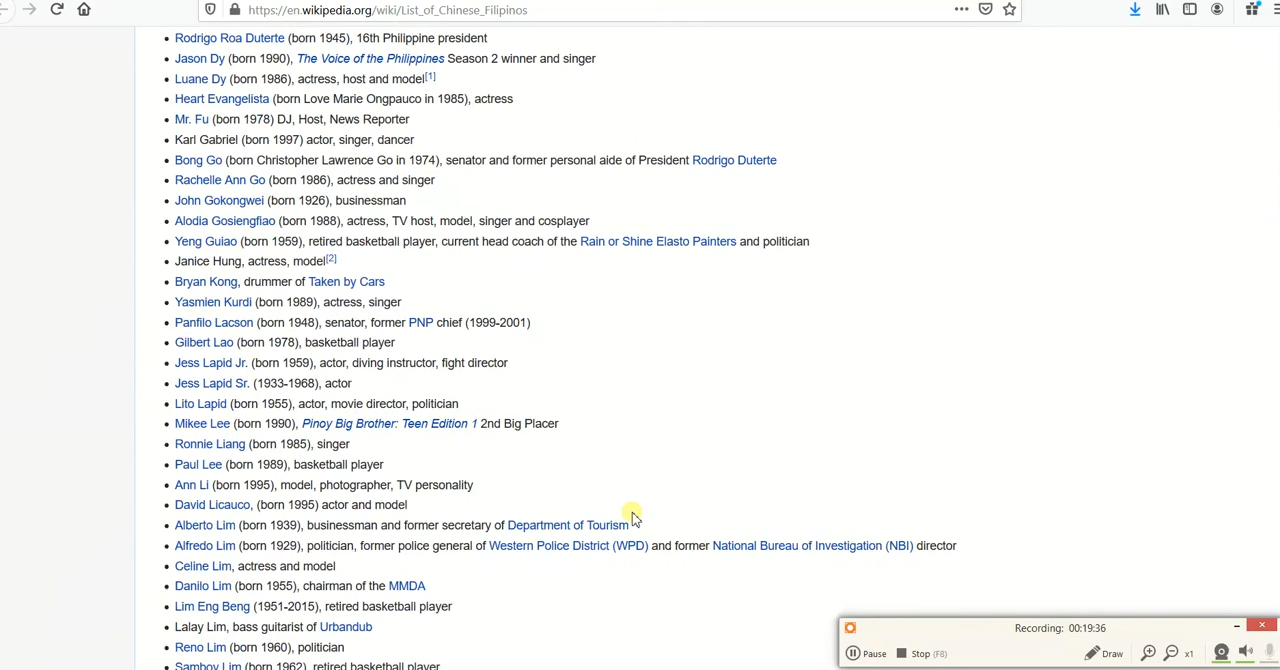 https://en.wikipedia.org/wiki/List_of_Chinese_Filipinos
Rodrigo Roa Duterte (born 1945), 16th Philippine president
Jason Dy (born 1990), The Voice of the Philippines Season 2 winner and singer
Luane Dy (born 1986), actress, host and model[1]
Heart Evangelista (born Love Marie Ongpauco in 1985), actress
Mr. Fu (born 1978) DJ, Host, News Reporter
Karl Gabriel (born 1997) actor, singer, dancer
Bong Go (born Christopher Lawrence Go in 1974), senator and former personal aide of President Rodrigo Duterte
Rachelle Ann Go (born 1986), actress and singer
John Gokongwei (born 1926), businessman
Alodia Gosiengfiao (born 1988), actress, TV host, model, singer and cosplayer
Yeng Guiao (born 1959), retired basketball player, current head coach of the Rain or Shine Elasto Painters and politician
Janice Hung, actress, model[2]
Bryan Kong, drummer of Taken by Cars
Yasmien Kurdi (born 1989), actress, singer
Panfilo Lacson (born 1948), senator, former PNP chief (1999-2001)
Gilbert Lao (born 1978), basketball player
Jess Lapid Jr. (born 1959), actor, diving instructor, fight director
Jess Lapid Sr. (1933-1968), actor
Lito Lapid (born 1955), actor, movie director, politician
Mikee Lee (born 1990), Pinoy Big Brother: Teen Edition 1 2nd Big Placer
Ronnie Liang (born 1985), singer
Paul Lee (born 1989), basketball player
Ann Li (born 1995), model, photographer, TV personality
David Licauco, (born 1995) actor and model
Alberto Lim (born 1939), businessman and former secretary of Department of Tourism
Alfredo Lim (born 1929), politician, former police general of Western Police District (WPD) and former National Bureau of Investigation (NBI) director
Celine Lim, actress and model
Danilo Lim (born 1955), chairman of the MMDA
Lim Eng Beng (1951-2015), retired basketball player
Lalay Lim, bass guitarist of Urbandub
Reno Lim (born 1960), politician
Samboy Lim (born 1962), retired basketball player
Recording: 00:19:36
Pause Stop (F8) Draw x1